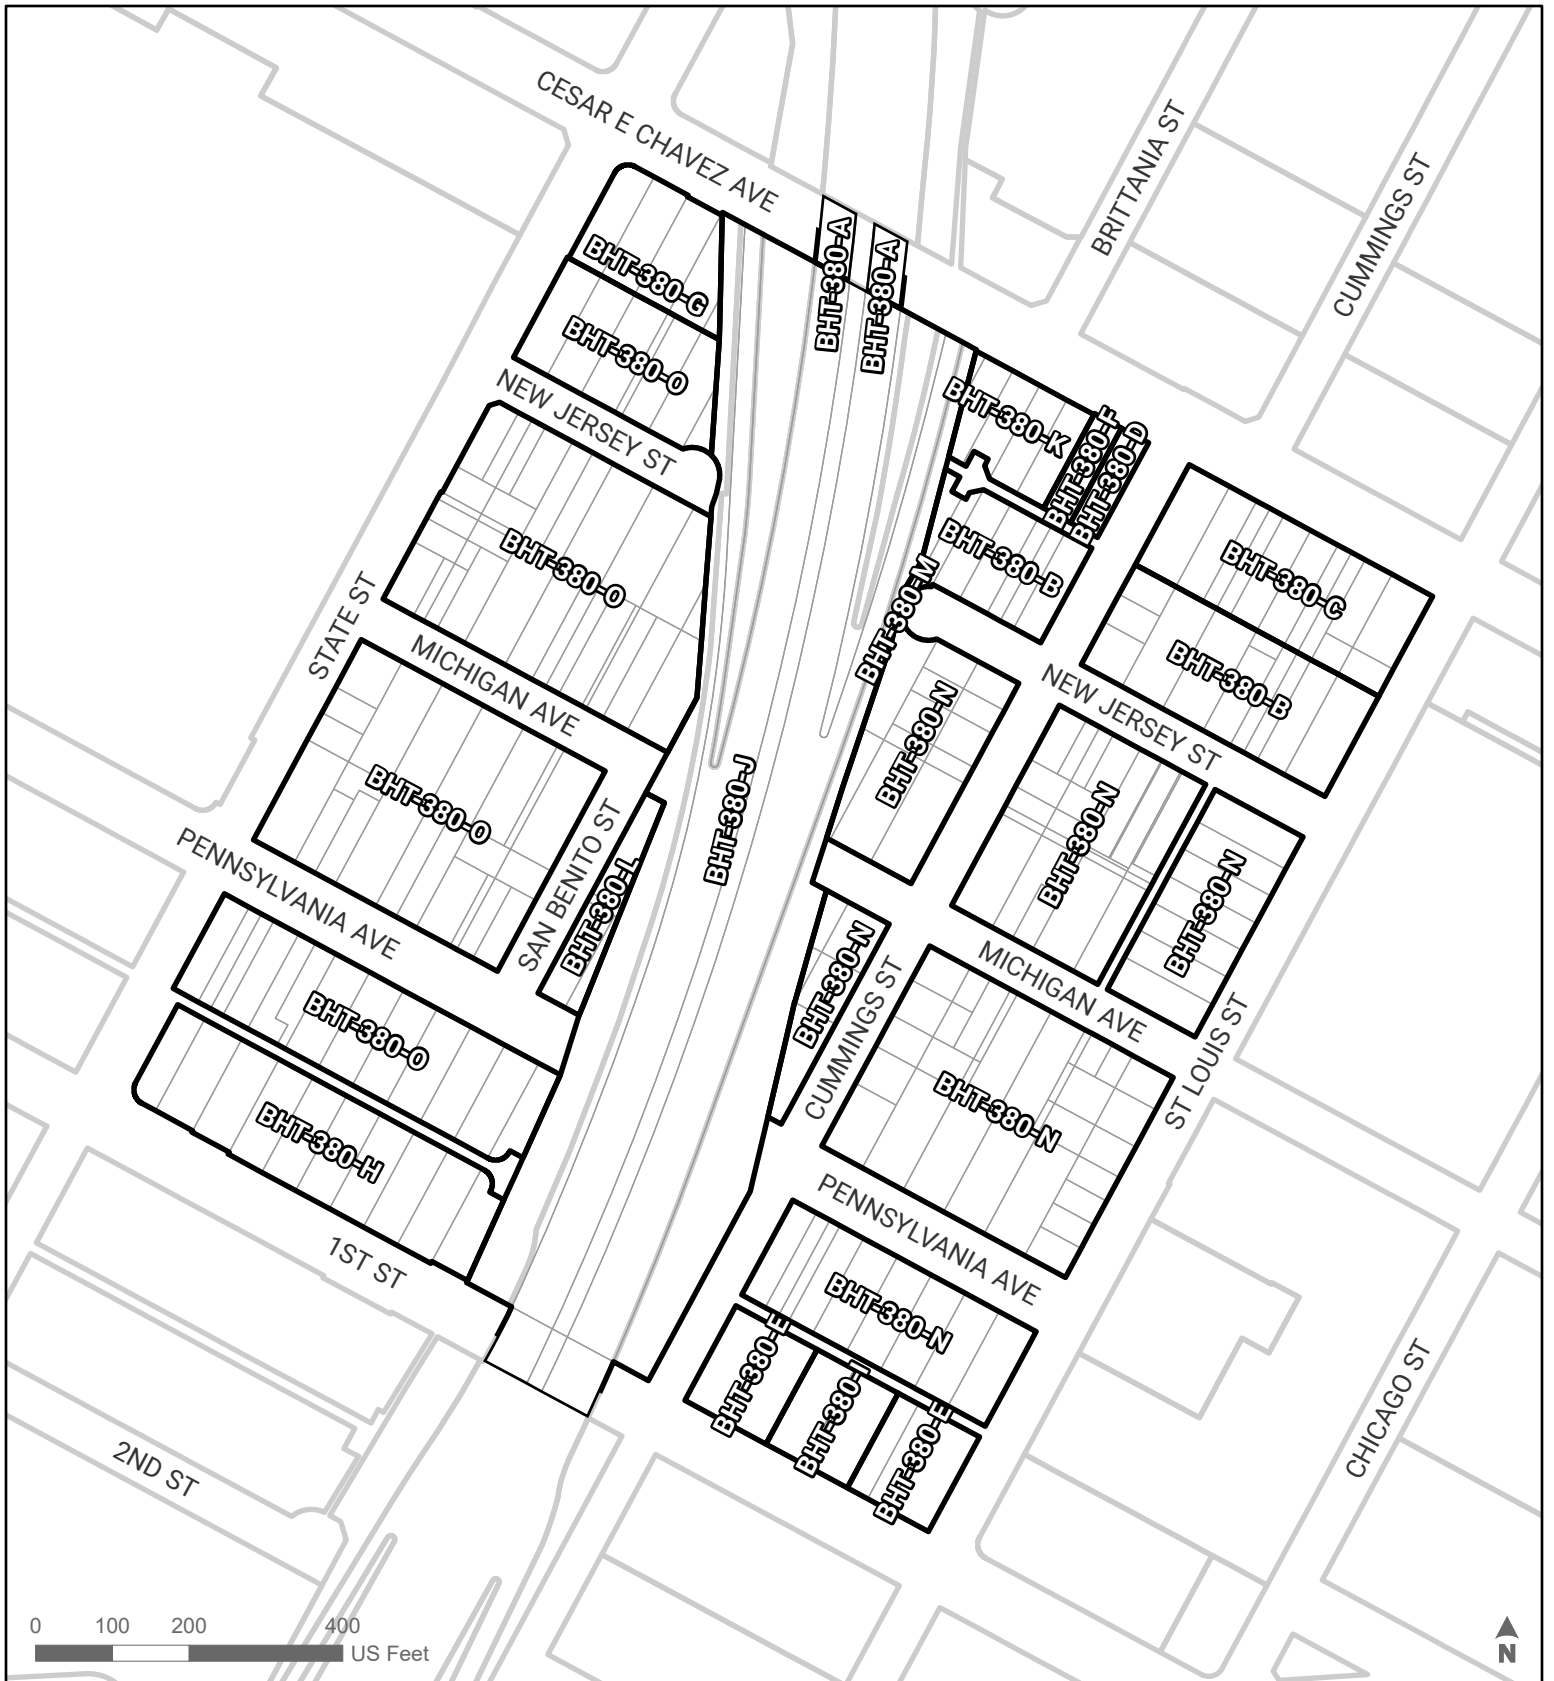 CESAR E CHAVEZ AVE
BRITTANIA ST
CUMMINGS ST
BHT-380-A
BHT-380-A
BHT-380-G
BHT-380-O
NEW JERSEY ST
BHT-380-K
BHT-380-F
BHT-380-D
BHT-380-B
BHT-380-C
BHT-380-O
BHT-380-M
BHT-380-B
STATE ST
MICHIGAN AVE
NEW JERSEY ST
BHT-380-N
BHT-380-O
BHT-380-J
BHT-380-N
BHT-380-N
PENNSYLVANIA AVE
SAN BENITO ST
BHT-380-L
BHT-380-N
CUMMINGS ST
MICHIGAN AVE
ST LOUIS ST
BHT-380-O
BHT-380-N
BHT-380-H
PENNSYLVANIA AVE
1ST ST
BHT-380-N
BHT-380-E
BHT-380-I
BHT-380-E
CHICAGO ST
2ND ST
0 100 200 400
US Feet
N